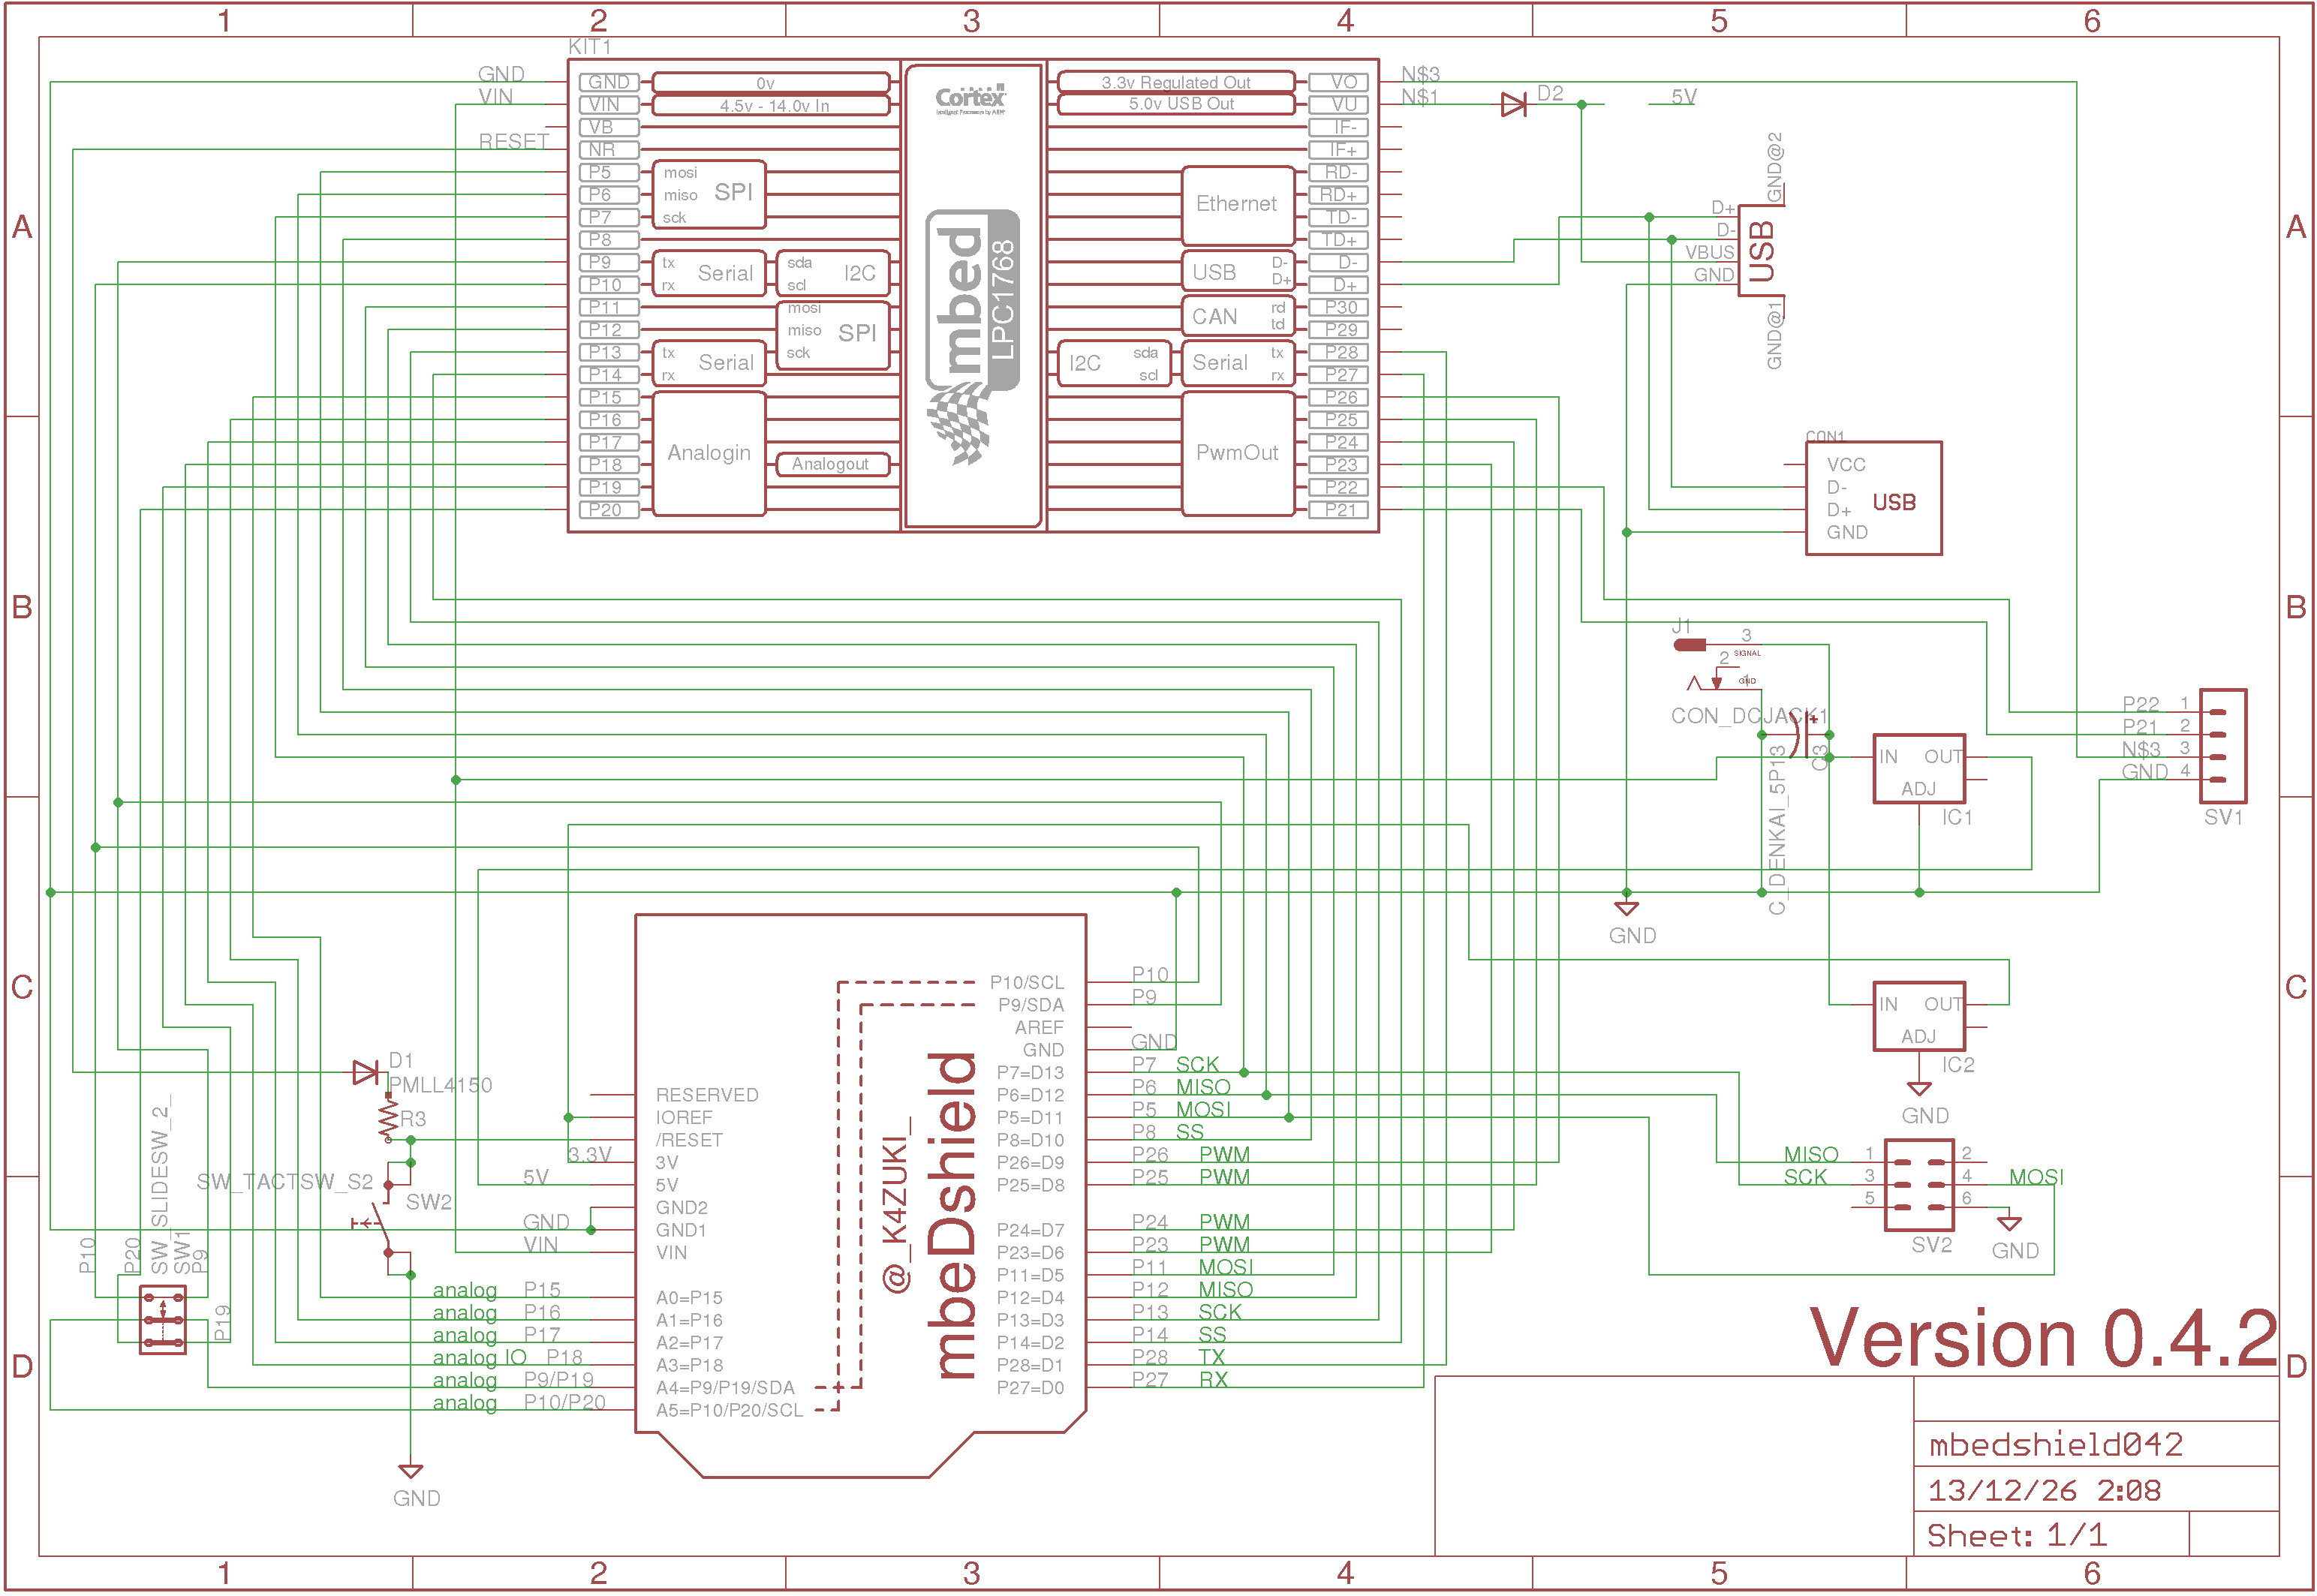 1 2 3 4 5 6
A
B
C
D
KIT1
GND
VIN
RESET
GND
VIN
VB
NR
P5
P6
P7
P8
P9
P10
P11
P12
P13
P14
P15
P16
P17
P18
P19
P20
0v
4.5v - 14.0v In
mosi
miso
sck
SPI
tx
rx
Serial
sda
scl
I2C
mosi
miso
sck
SPI
tx
rx
Serial
Analogin
Analogout
Cortex
mbed
LPC1768
3.3v Regulated Out
5.0v USB Out
Ethernet
USB
D-
D+
CAN
rd
td
I2C
sda
scl
Serial
tx
rx
PwmOut
VO
VU
IF-
IF+
RD-
RD+
TD-
TD+
D-
D+
P30
P29
P28
P27
P26
P25
P24
P23
P22
P21
N$3
N$1
D2
5V
GND@2
D+
D-
VBUS
GND
USB
GND@1
CON1
VCC
D-
D+
GND
USB
J1
3
SIGNAL
2
1
GND
CON_DCJACK1
C3
C_DENKAI_5P13
IN OUT
ADJ
IC1
P22 1
P21 2
N$3 3
GND 4
SV1
GND
IN OUT
ADJ
IC2
GND
MISO 1
SCK 3
5
2
4 MOSI
6
SV2
GND
D1
PMLL4150
R3
SW_TACTSW_S2
SW2
SW_SLIDESW_2_
SW1
P10
P20
P9
P19
GND
3.3V
5V
GND
VIN
analog P15
analog P16
analog P17
analog IO P18
analog P9/P19
analog P10/P20
RESERVED
IOREF
/RESET
3V
5V
GND2
GND1
VIN
A0=P15
A1=P16
A2=P17
A3=P18
A4=P9/P19/SDA
A5=P10/P20/SCL
@_K4ZUKI_
mbeDshield
P10/SCL
P9/SDA
AREF
GND
P7=D13
P6=D12
P5=D11
P8=D10
P26=D9
P25=D8
P24=D7
P23=D6
P11=D5
P12=D4
P13=D3
P14=D2
P28=D1
P27=D0
P10
P9
GND
P7 SCK
P6 MISO
P5 MOSI
P8 SS
P26 PWM
P25 PWM
P24 PWM
P23 PWM
P11 MOSI
P12 MISO
P13 SCK
P14 SS
P28 TX
P27 RX
Version 0.4.2
mbedshield042
13/12/26 2:08
Sheet: 1/1
A
B
C
D
1 2 3 4 5 6